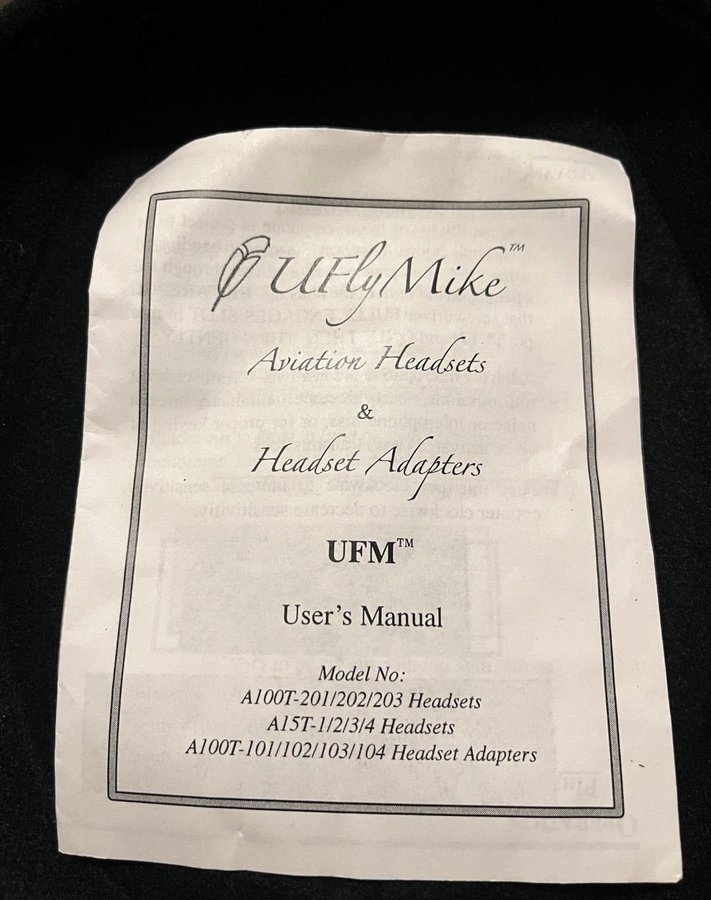 UFlyMike™
Aviation Headsets
&
Headset Adapters
UFM™
User's Manual
Model No:
A100T-201/202/203 Headsets
A15T-1/2/3/4 Headsets
A100T-101/102/103/104 Headset Adapters